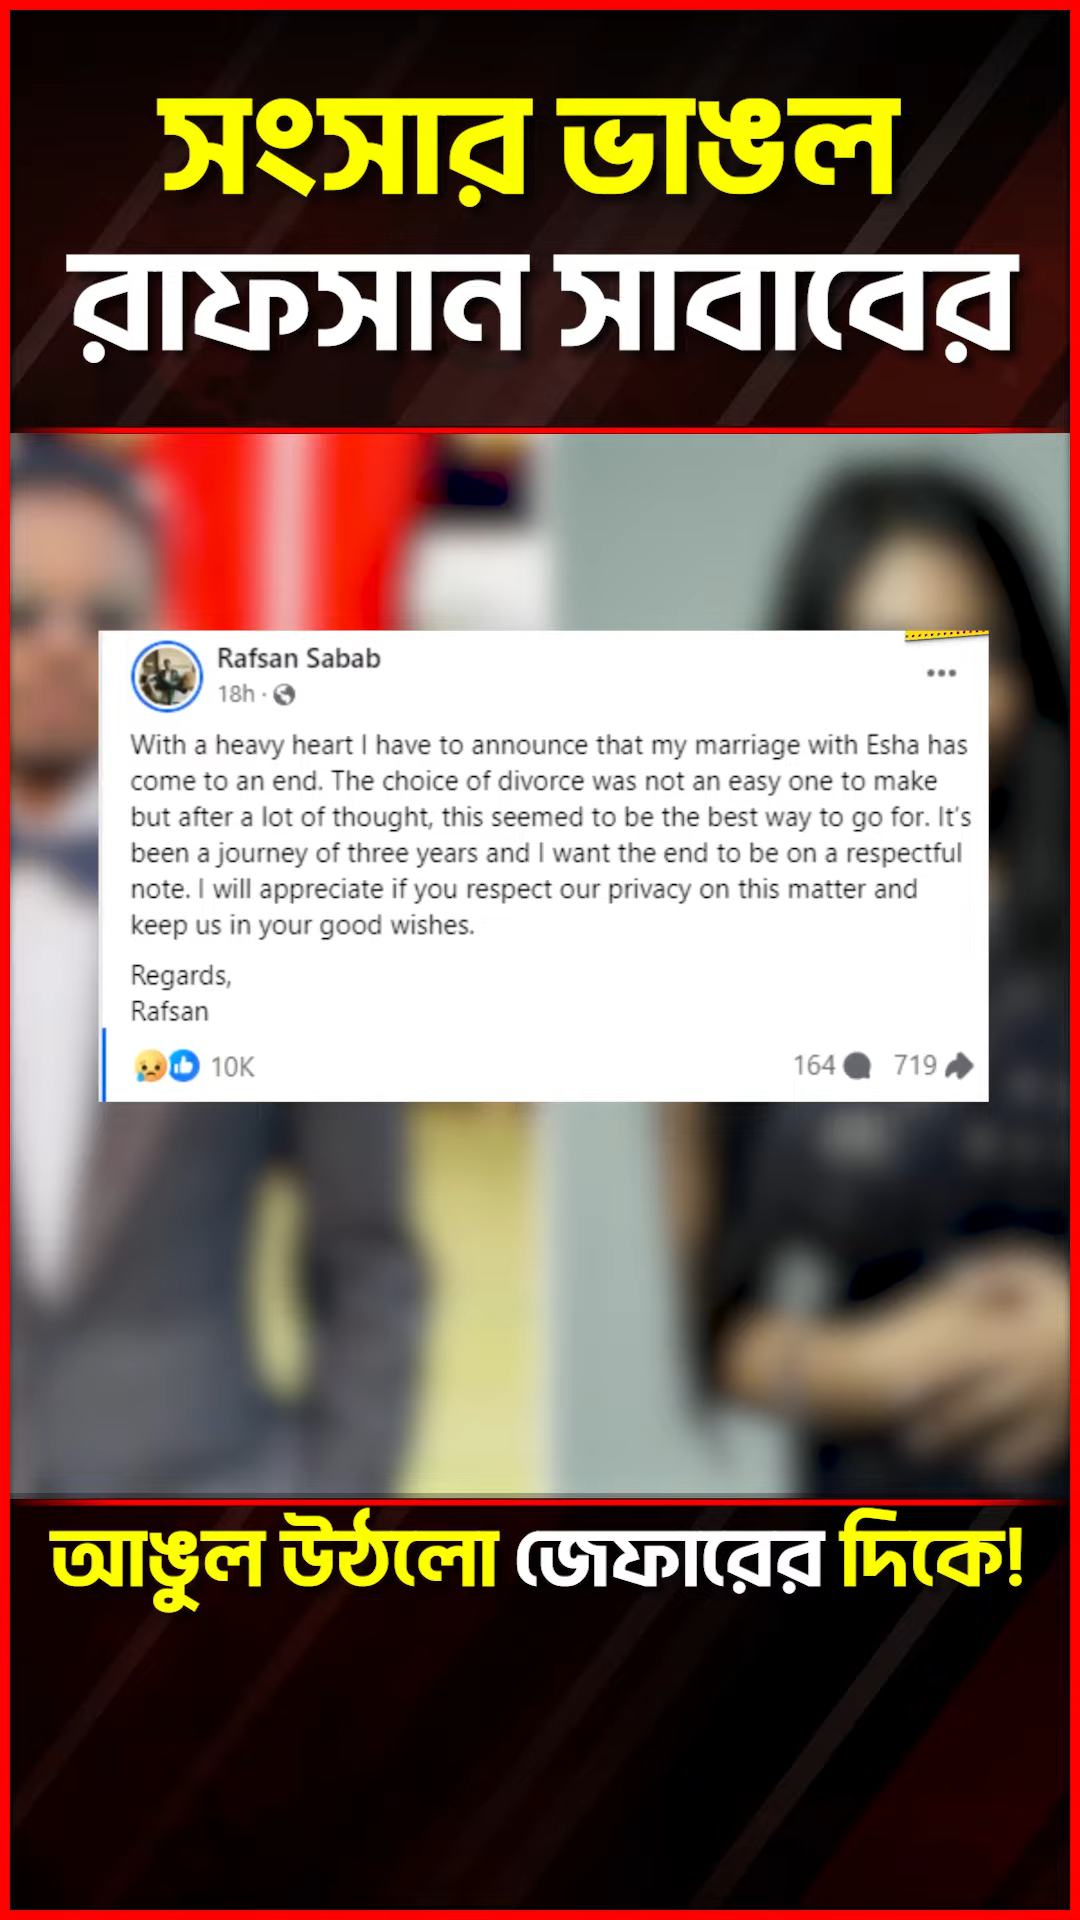 সংসার ভাঙল
রাফসান সাবাবের
Rafsan Sabab
18h ·
With a heavy heart I have to announce that my marriage with Esha has
come to an end. The choice of divorce was not an easy one to make
but after a lot of thought, this seemed to be the best way to go for. It's
been a journey of three years and I want the end to be on a respectful
note. I will appreciate if you respect our privacy on this matter and
keep us in your good wishes.
Regards,
Rafsan
10K 164 719
আঙুল উঠলো জেফারের দিকে!